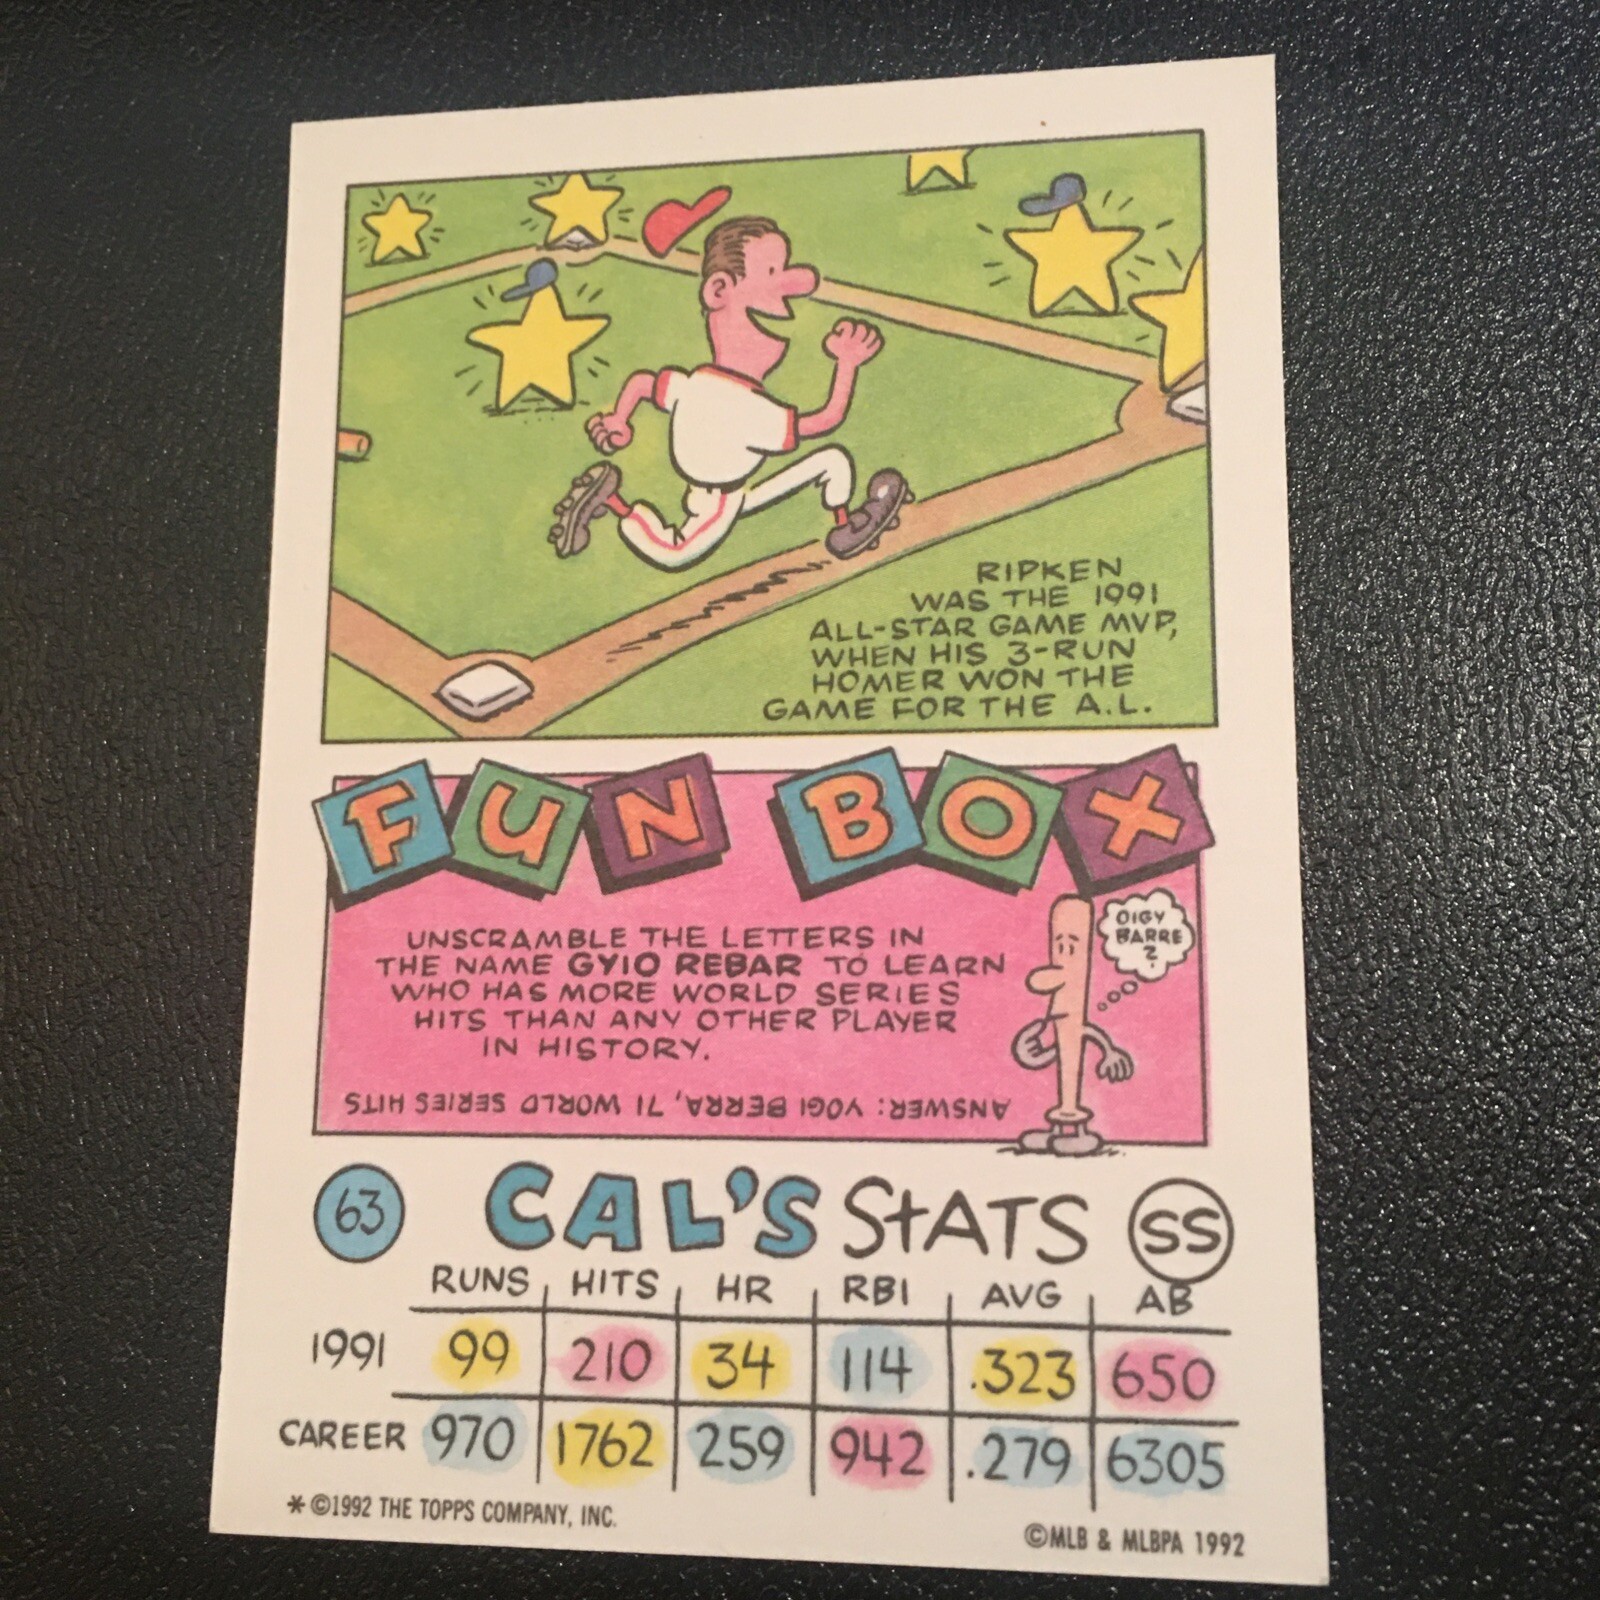 RIPKEN
WAS THE 1991
ALL-STAR GAME MVP,
WHEN HIS 3-RUN
HOMER WON THE
GAME FOR THE A.L.
FUN BOX
UNSCRAMBLE THE LETTERS IN
THE NAME GYIO REBAR TO LEARN
WHO HAS MORE WORLD SERIES
HITS THAN ANY OTHER PLAYER
IN HISTORY.
OIGY
BARRE
?
ANSWER: YOGI BERRA, 71 WORLD SERIES HITS
63 CAL'S StATS SS
RUNS HITS HR RBI AVG AB
1991 99 210 34 114 .323 650
CAREER 970 1762 259 942 .279 6305
*©1992 THE TOPPS COMPANY, INC.
©MLB & MLBPA 1992